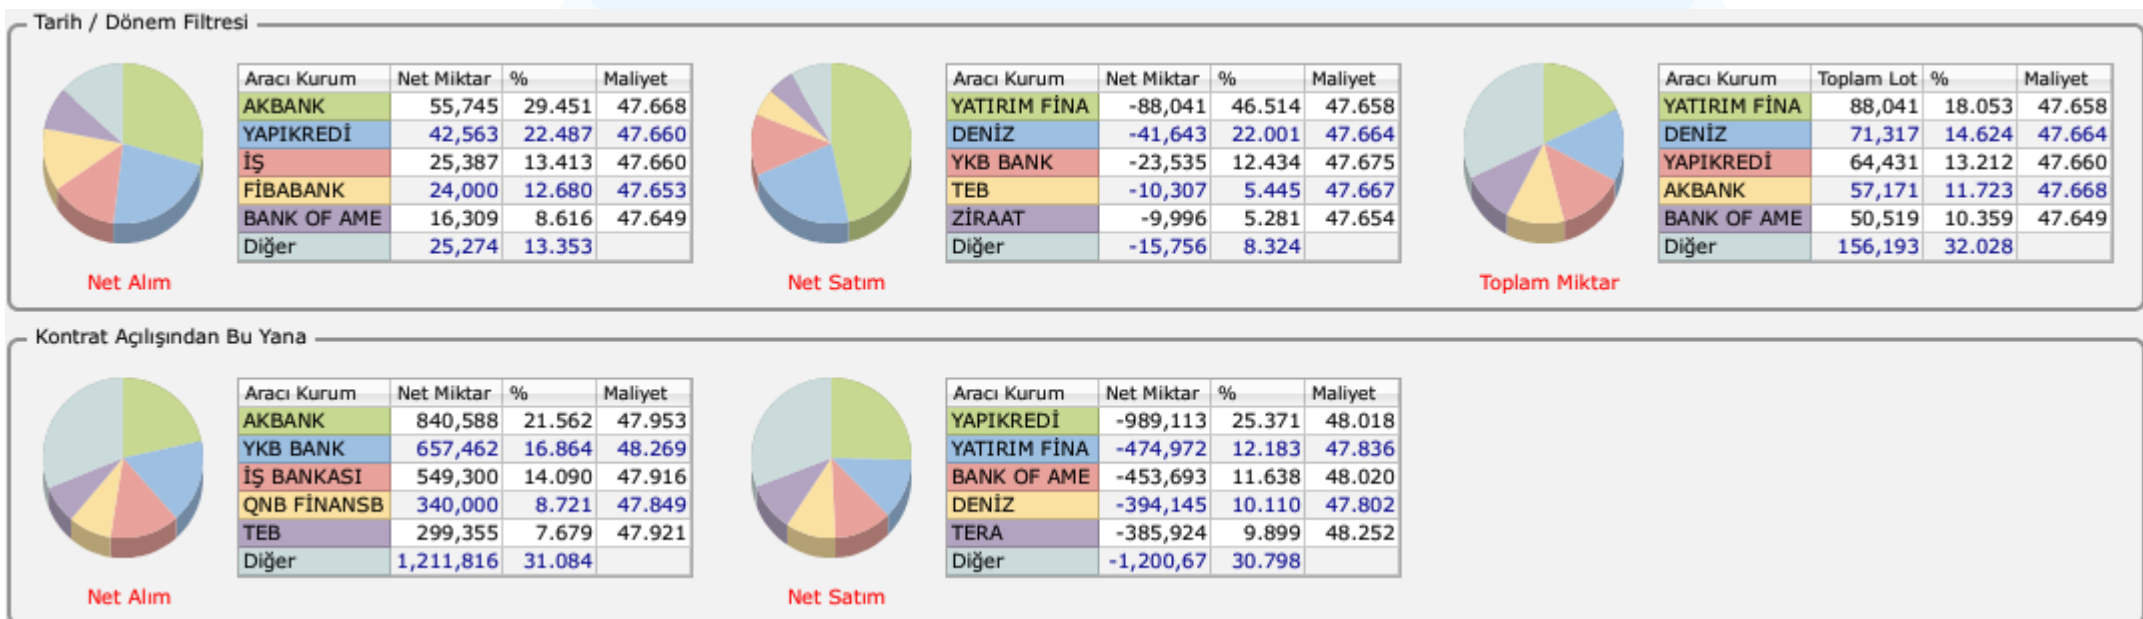 Tarih / Dönem Filtresi
Aracı Kurum Net Miktar % Maliyet
AKBANK 55,745 29.451 47.668
YAPIKREDİ 42,563 22.487 47.660
İŞ 25,387 13.413 47.660
FİBABANK 24,000 12.680 47.653
BANK OF AME 16,309 8.616 47.649
Diğer 25,274 13.353
Net Alım
Aracı Kurum Net Miktar % Maliyet
YATIRIM FİNA -88,041 46.514 47.658
DENİZ -41,643 22.001 47.664
YKB BANK -23,535 12.434 47.675
TEB -10,307 5.445 47.667
ZİRAAT -9,996 5.281 47.654
Diğer -15,756 8.324
Net Satım
Aracı Kurum Toplam Lot % Maliyet
YATIRIM FİNA 88,041 18.053 47.658
DENİZ 71,317 14.624 47.664
YAPIKREDİ 64,431 13.212 47.660
AKBANK 57,171 11.723 47.668
BANK OF AME 50,519 10.359 47.649
Diğer 156,193 32.028
Toplam Miktar
Kontrat Açılışından Bu Yana
Aracı Kurum Net Miktar % Maliyet
AKBANK 840,588 21.562 47.953
YKB BANK 657,462 16.864 48.269
İŞ BANKASI 549,300 14.090 47.916
QNB FİNANSB 340,000 8.721 47.849
TEB 299,355 7.679 47.921
Diğer 1,211,816 31.084
Net Alım
Aracı Kurum Net Miktar % Maliyet
YAPIKREDİ -989,113 25.371 48.018
YATIRIM FİNA -474,972 12.183 47.836
BANK OF AME -453,693 11.638 48.020
DENİZ -394,145 10.110 47.802
TERA -385,924 9.899 48.252
Diğer -1,200,67 30.798
Net Satım